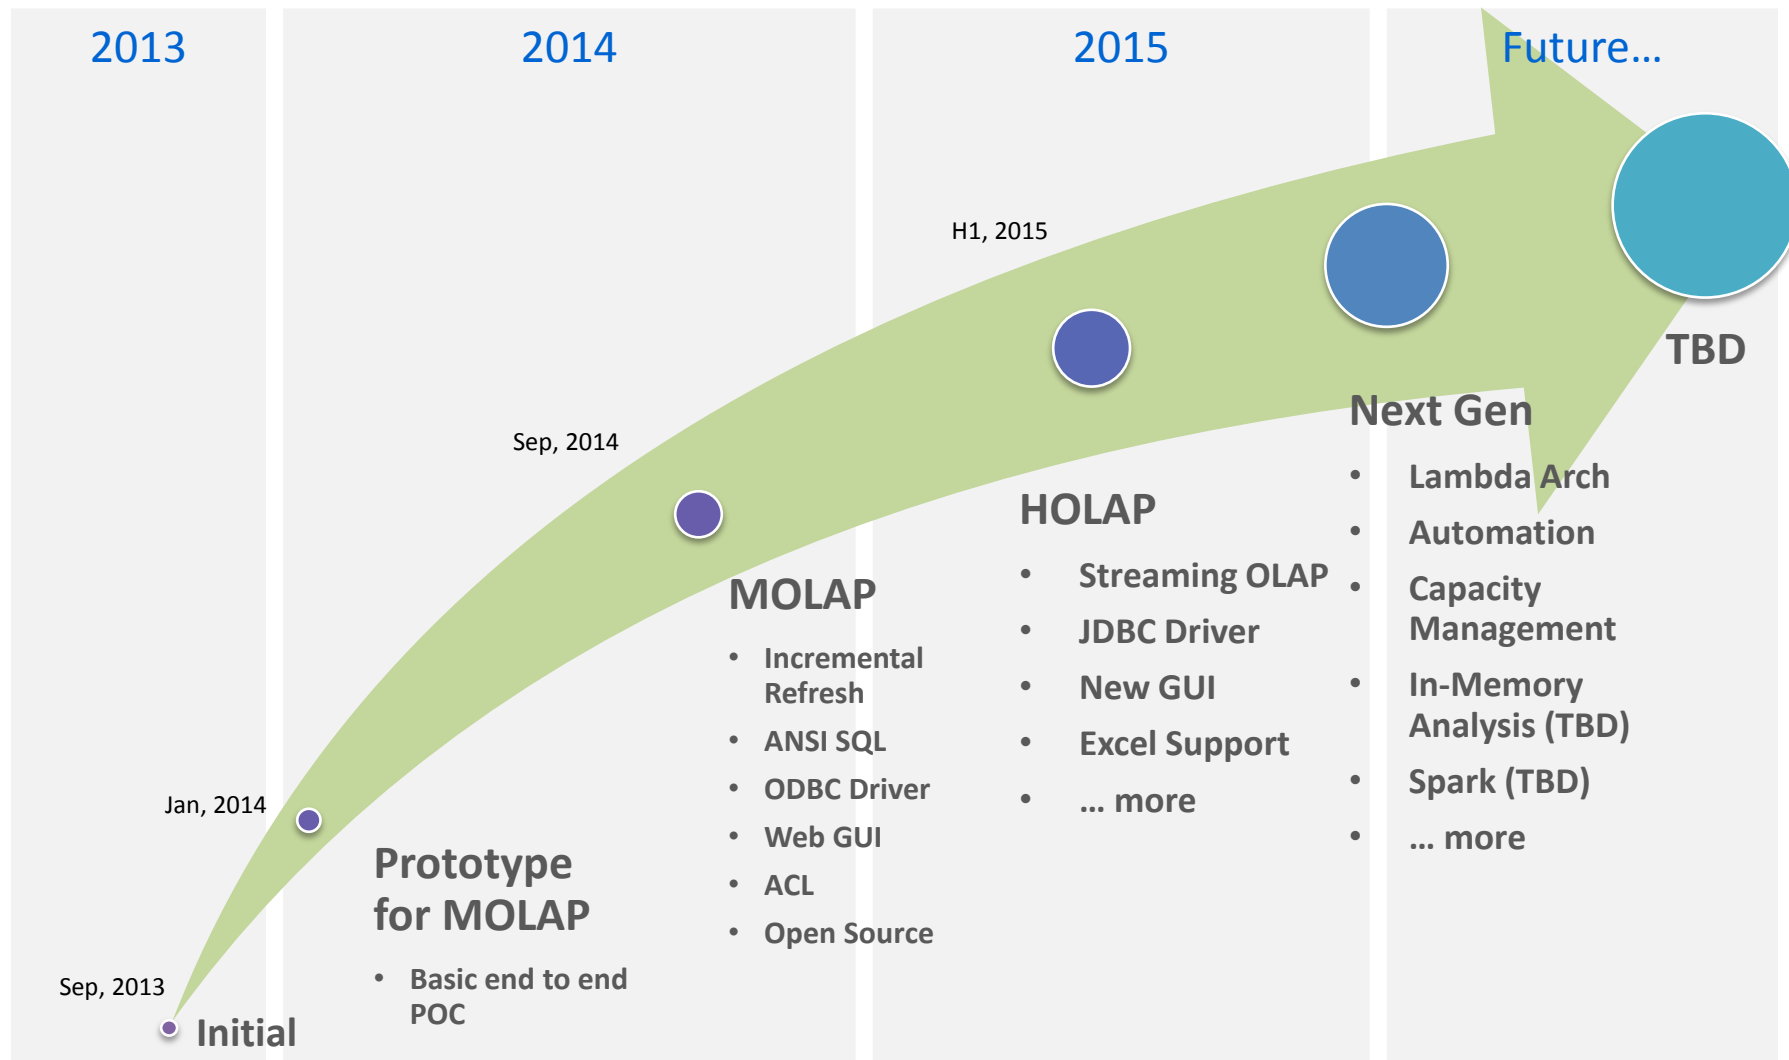 2013
2014
2015
Future…
Sep, 2013
Initial
Jan, 2014
Prototype
for MOLAP
• Basic end to end
POC
Sep, 2014
MOLAP
• Incremental
Refresh
• ANSI SQL
• ODBC Driver
• Web GUI
• ACL
• Open Source
H1, 2015
HOLAP
• Streaming OLAP
• JDBC Driver
• New GUI
• Excel Support
• … more
Next Gen
• Lambda Arch
• Automation
• Capacity
Management
• In-Memory
Analysis (TBD)
• Spark (TBD)
• … more
TBD